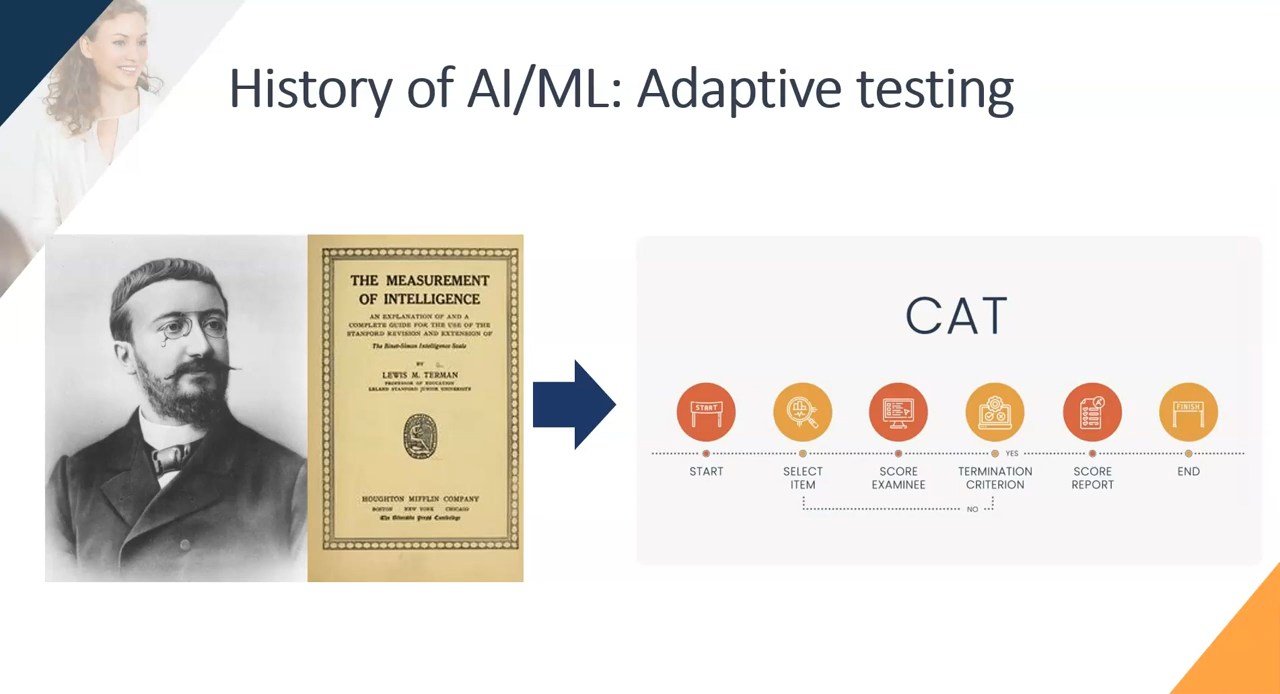 History of AI/ML: Adaptive testing
THE MEASUREMENT
OF INTELLIGENCE
AN EXPLANATION OF AND A
COMPLETE GUIDE FOR THE USE OF THE
STANFORD REVISION AND EXTENSION OF
The Binet-Simon Intelligence Scale
BY
LEWIS M. TERMAN
PROFESSOR OF EDUCATION
LELAND STANFORD JUNIOR UNIVERSITY
HOUGHTON MIFFLIN COMPANY
BOSTON NEW YORK CHICAGO
The Riverside Press Cambridge
CAT
START
FINISH
YES
START
SELECT
ITEM
SCORE
EXAMINEE
TERMINATION
CRITERION
SCORE
REPORT
END
NO